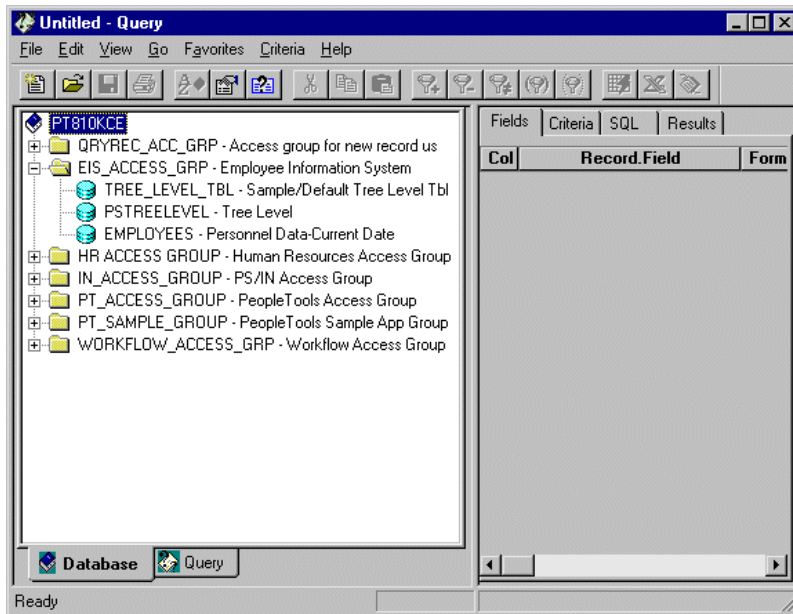 Untitled - Query
File Edit View Go Favorites Criteria Help
PT810KCE
QRYREC_ACC_GRP - Access group for new record us
EIS_ACCESS_GRP - Employee Information System
TREE_LEVEL_TBL - Sample/Default Tree Level Tbl
PSTREELEVEL - Tree Level
EMPLOYEES - Personnel Data-Current Date
HR ACCESS GROUP - Human Resources Access Group
IN_ACCESS_GROUP - PS/IN Access Group
PT_ACCESS_GROUP - PeopleTools Access Group
PT_SAMPLE_GROUP - PeopleTools Sample App Group
WORKFLOW_ACCESS_GRP - Workflow Access Group
Database Query
Fields Criteria SQL Results
Col Record.Field Form
Ready